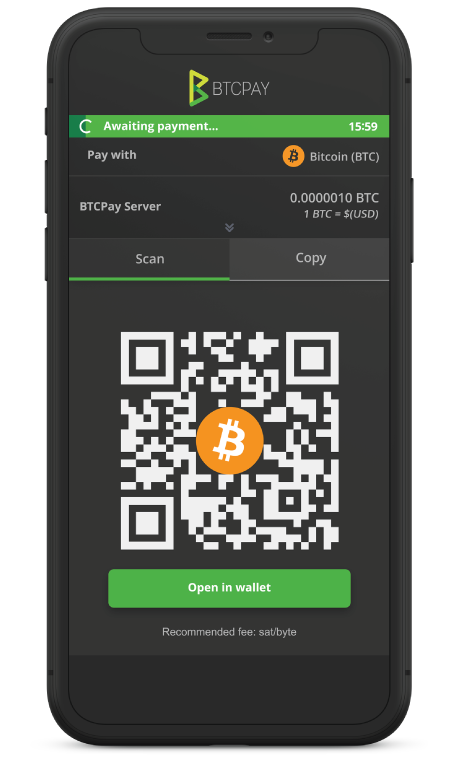 BTCPAY
Awaiting payment... 15:59
Pay with Bitcoin (BTC)
BTCPay Server 0.0000010 BTC
1 BTC = $(USD)
Scan Copy
Open in wallet
Recommended fee: sat/byte